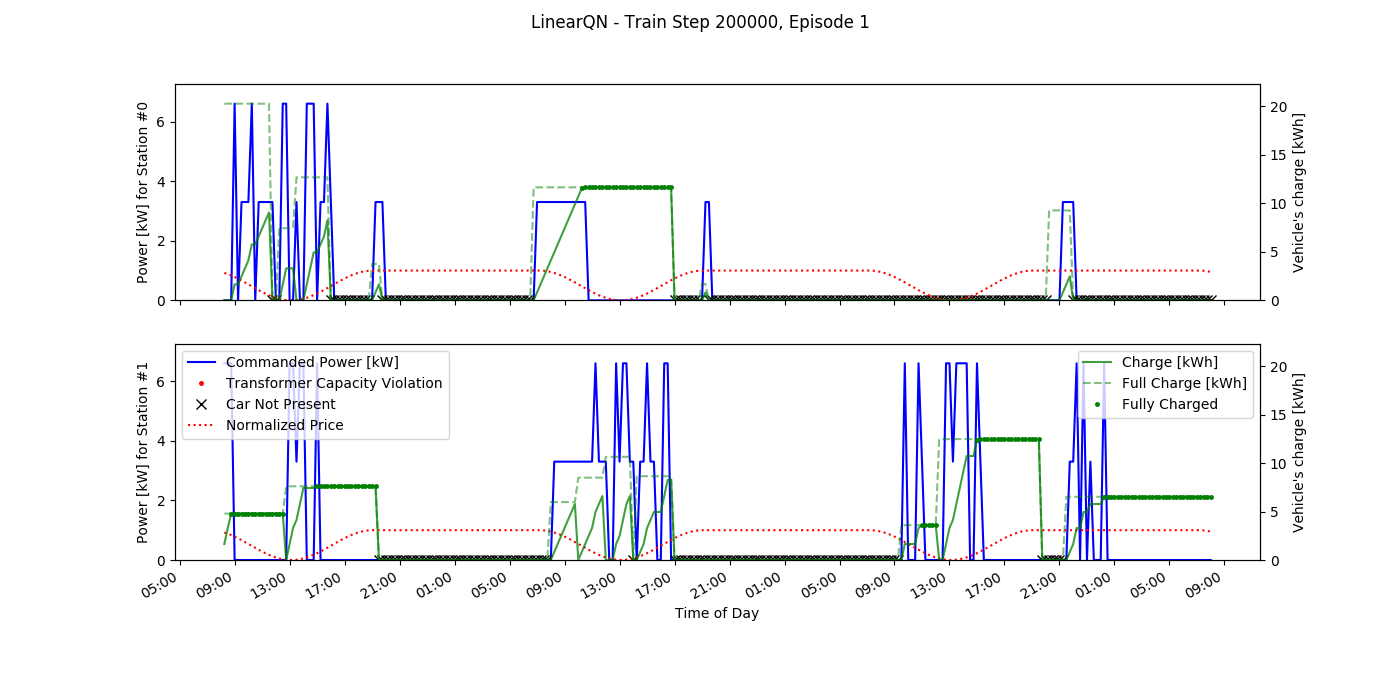 LinearQN - Train Step 200000, Episode 1
Power [kW] for Station #0
6
4
2
0
20
15
10
5
0
Vehicle's charge [kWh]
Power [kW] for Station #1
6
4
2
0
Commanded Power [kW]
Transformer Capacity Violation
Car Not Present
Normalized Price
Charge [kWh]
Full Charge [kWh]
Fully Charged
20
15
10
5
0
Vehicle's charge [kWh]
05:00 09:00 13:00 17:00 21:00 01:00 05:00 09:00 13:00 17:00 21:00 01:00 05:00 09:00 13:00 17:00 21:00 01:00 05:00 09:00
Time of Day